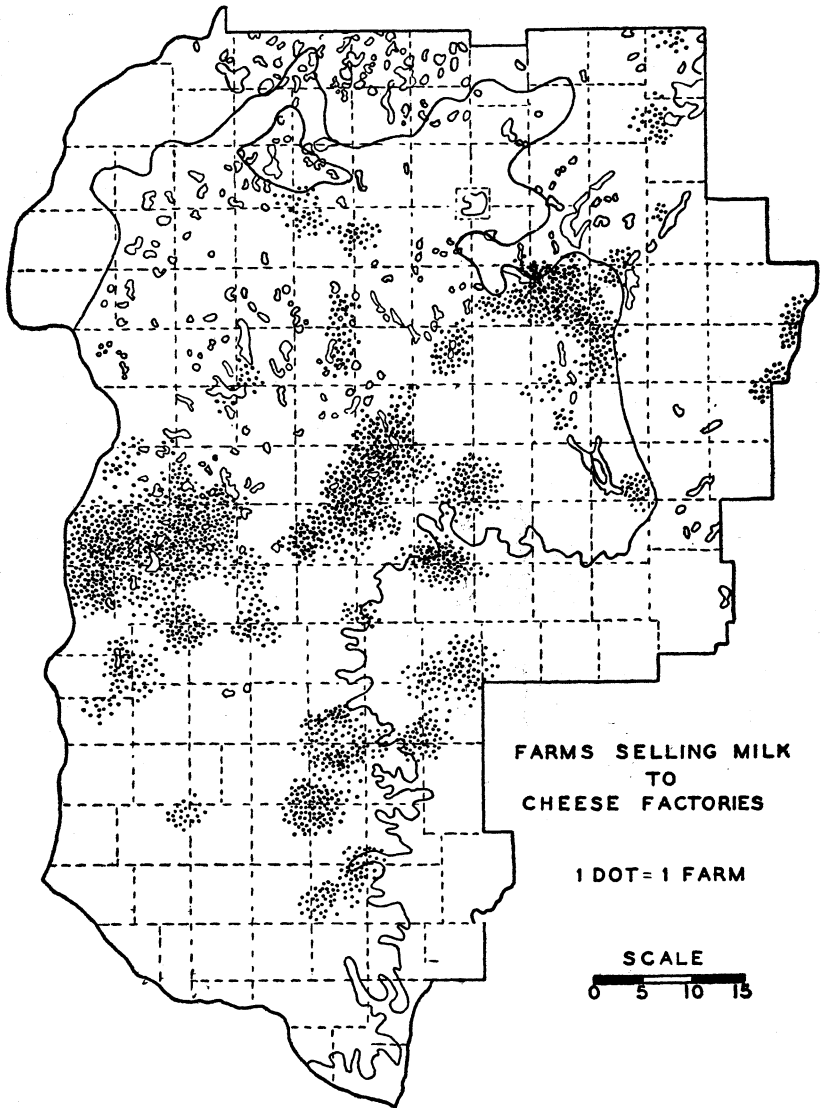 FARMS SELLING MILK
TO
CHEESE FACTORIES
1 DOT = 1 FARM
SCALE
0 5 10 15